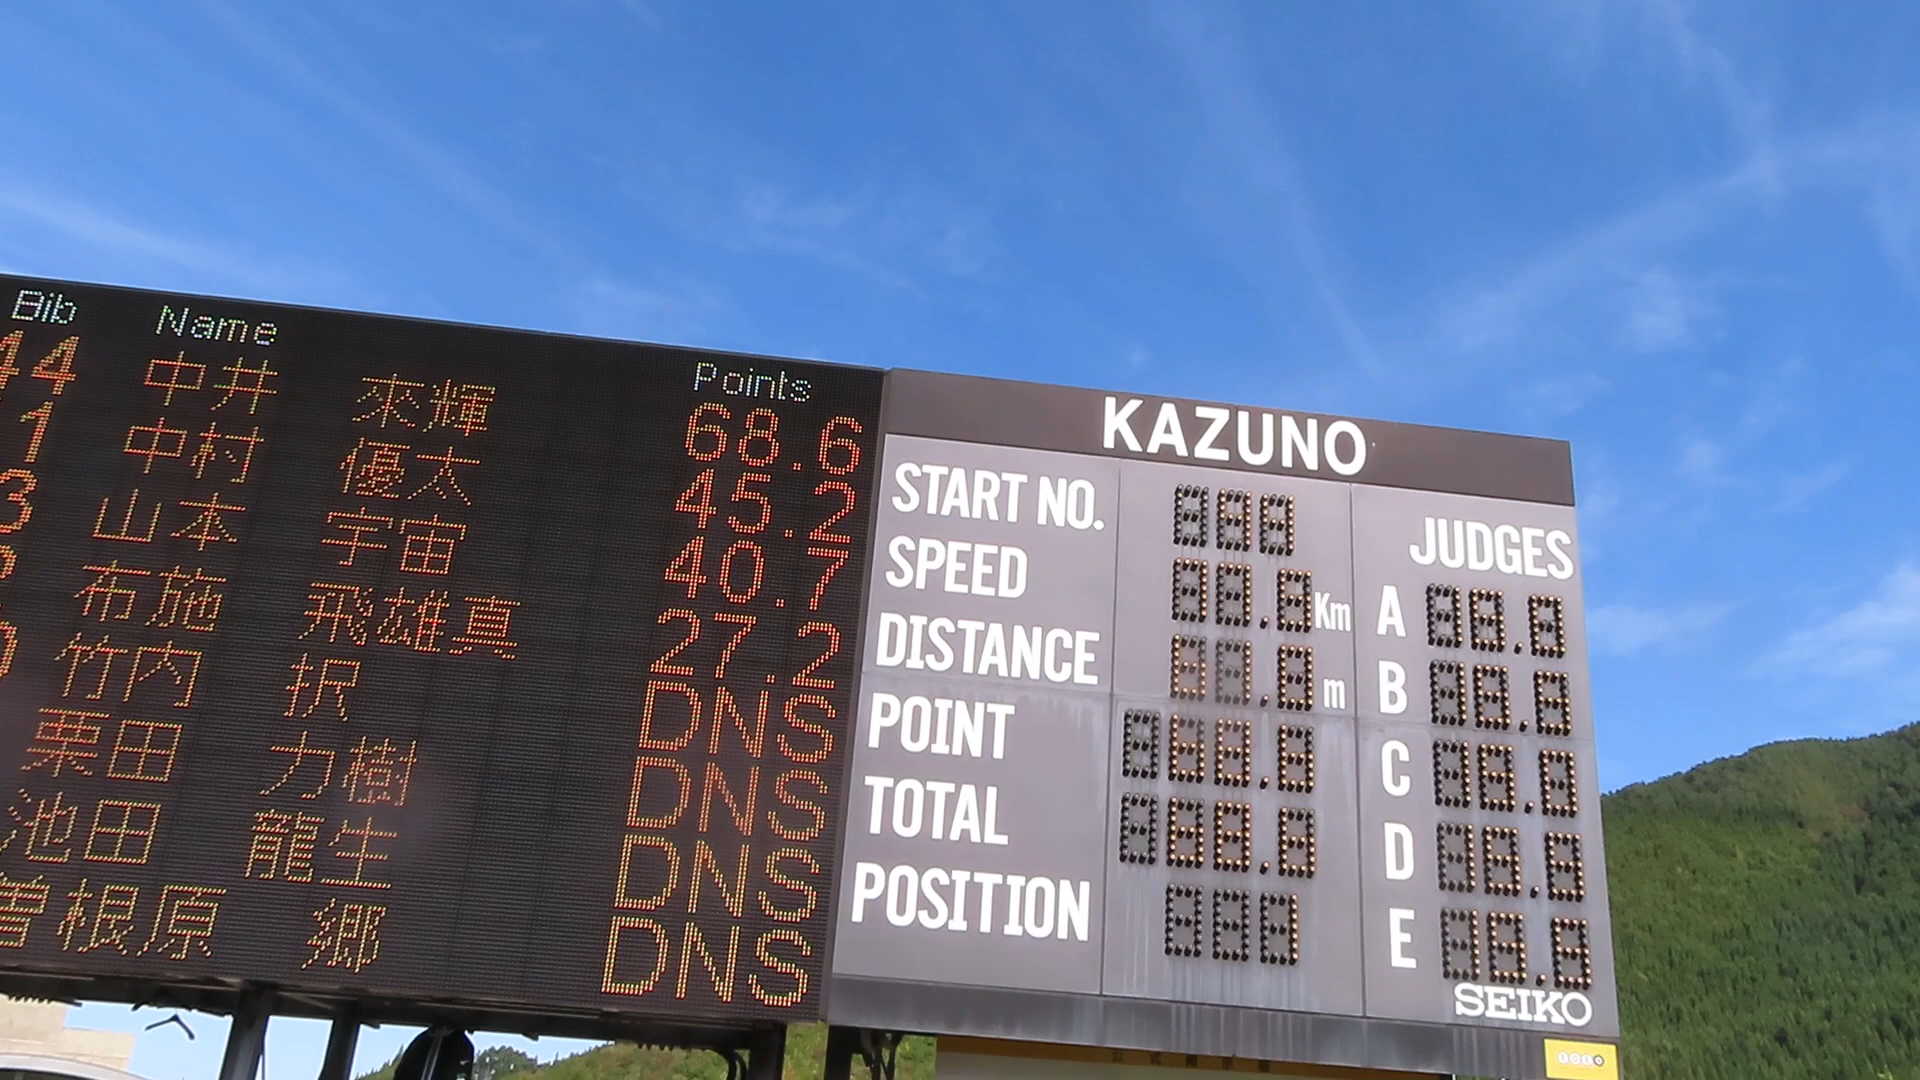 Bib Name Points
44 中井 來輝 68.6
1 中村 優太 45.2
3 山本 宇宙 40.7
布施 飛雄真 27.2
竹内 択 DNS
栗田 力樹 DNS
池田 龍生 DNS
曽根原 郷 DNS
KAZUNO
START NO.
SPEED Km
DISTANCE m
POINT
TOTAL
POSITION
JUDGES
A
B
C
D
E
SEIKO
toto